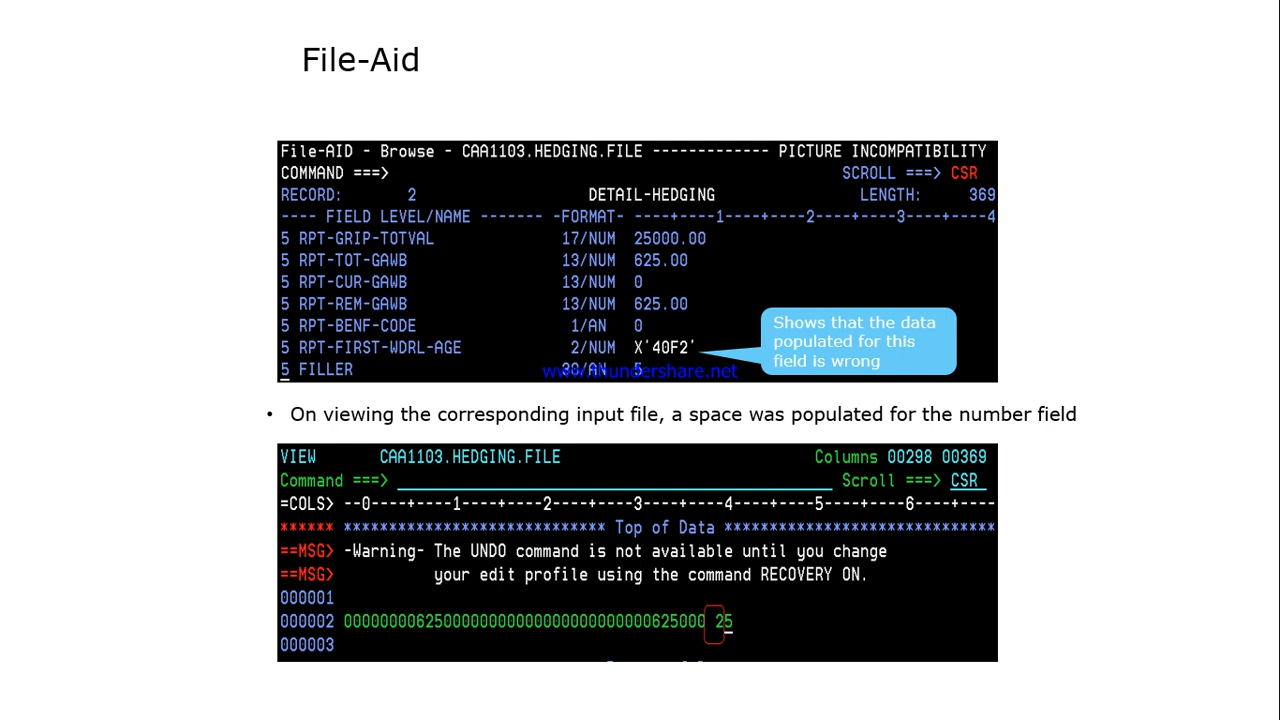 File-Aid
File-AID - Browse - CAA1103.HEDGING.FILE ------------- PICTURE INCOMPATIBILITY
COMMAND ===> SCROLL ===> CSR
RECORD: 2 DETAIL-HEDGING LENGTH: 369
---- FIELD LEVEL/NAME ------- -FORMAT- ----+----1----+----2----+----3----+----4
5 RPT-GRIP-TOTVAL 17/NUM 25000.00
5 RPT-TOT-GAWB 13/NUM 625.00
5 RPT-CUR-GAWB 13/NUM 0
5 RPT-REM-GAWB 13/NUM 625.00
5 RPT-BENF-CODE 1/AN 0
5 RPT-FIRST-WDRL-AGE 2/NUM X'40F2'
5 FILLER 30/AN 5
www.thundershare.net
Shows that the data
populated for this
field is wrong
• On viewing the corresponding input file, a space was populated for the number field
VIEW CAA1103.HEDGING.FILE Columns 00298 00369
Command ===> Scroll ===> CSR
=COLS> --0----+----1----+----2----+----3----+----4----+----5----+----6----+----
****** ***************************** Top of Data ******************************
==MSG> -Warning- The UNDO command is not available until you change
==MSG> your edit profile using the command RECOVERY ON.
000001
000002 0000000062500000000000000000000000625000 25
000003